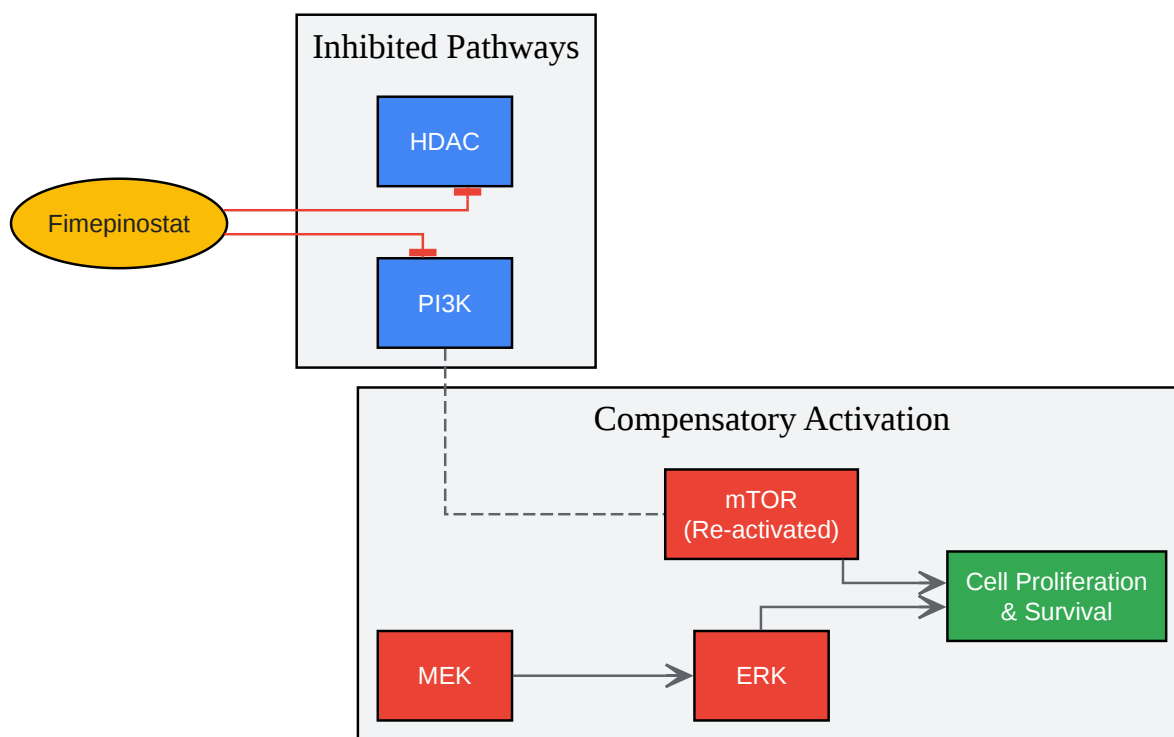 Inhibited Pathways
HDAC
Fimepinostat
PI3K
Compensatory Activation
mTOR
(Re-activated)
Cell Proliferation
& Survival
MEK
ERK